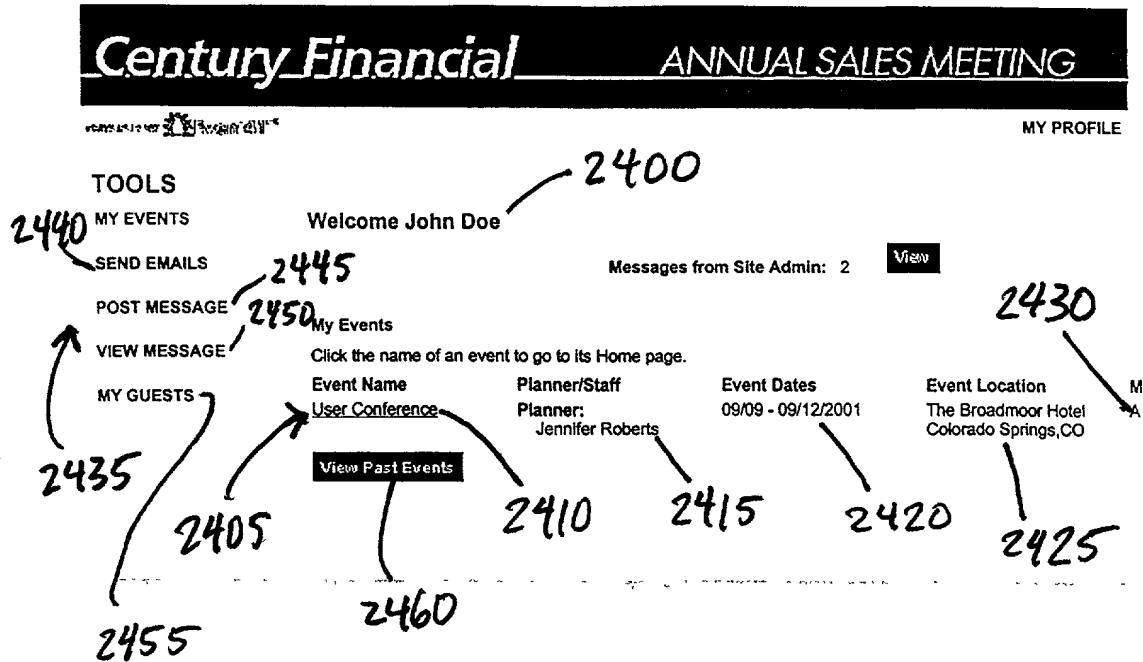 Century Financial ANNUAL SALES MEETING
MY PROFILE
2400
TOOLS
2440 MY EVENTS Welcome John Doe
SEND EMAILS 2445 Messages from Site Admin: 2 View
POST MESSAGE 2450 My Events 2430
VIEW MESSAGE Click the name of an event to go to its Home page.
MY GUESTS Event Name Planner/Staff Event Dates Event Location M
User Conference Planner: 09/09 - 09/12/2001 The Broadmoor Hotel A
Jennifer Roberts Colorado Springs,CO
2435 View Past Events
2405 2410 2415 2420 2425
2460
2455